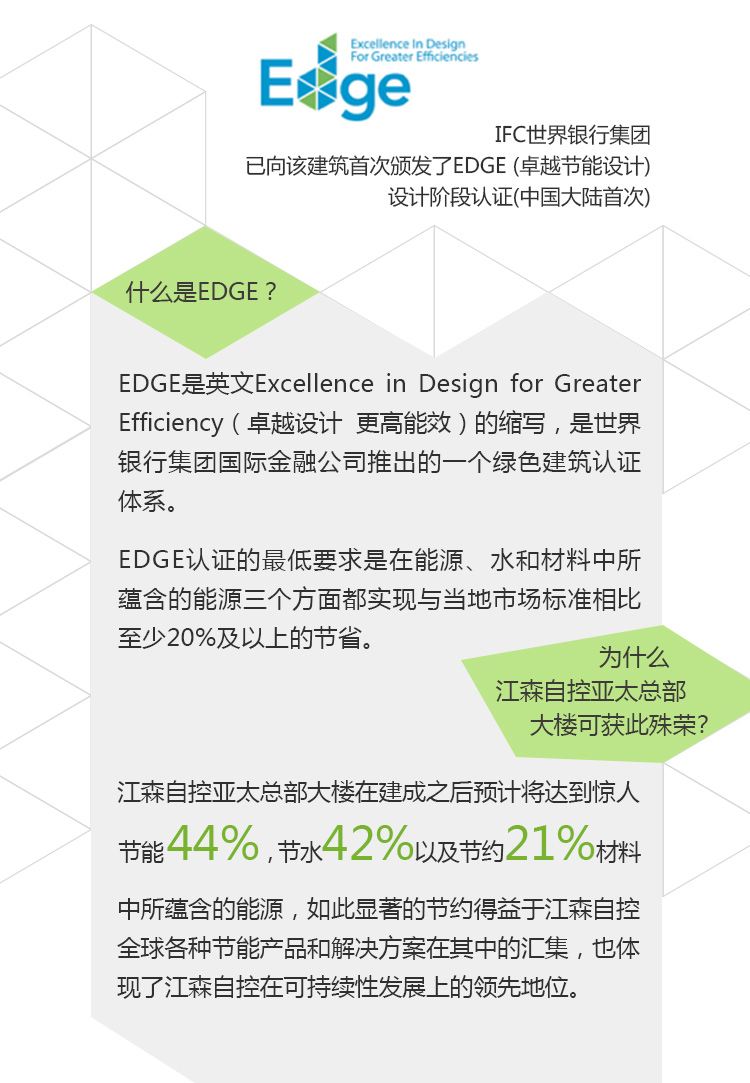 Edge
Excellence In Design
For Greater Efficiencies
IFC世界银行集团
已向该建筑首次颁发了EDGE (卓越节能设计)
设计阶段认证(中国大陆首次)
什么是EDGE？
EDGE是英文Excellence in Design for Greater
Efficiency（卓越设计 更高能效）的缩写，是世界
银行集团国际金融公司推出的一个绿色建筑认证
体系。
EDGE认证的最低要求是在能源、水和材料中所
蕴含的能源三个方面都实现与当地市场标准相比
至少20%及以上的节省。
为什么
江森自控亚太总部
大楼可获此殊荣?
江森自控亚太总部大楼在建成之后预计将达到惊人
节能44%，节水42%以及节约21%材料
中所蕴含的能源，如此显著的节约得益于江森自控
全球各种节能产品和解决方案在其中的汇集，也体
现了江森自控在可持续性发展上的领先地位。